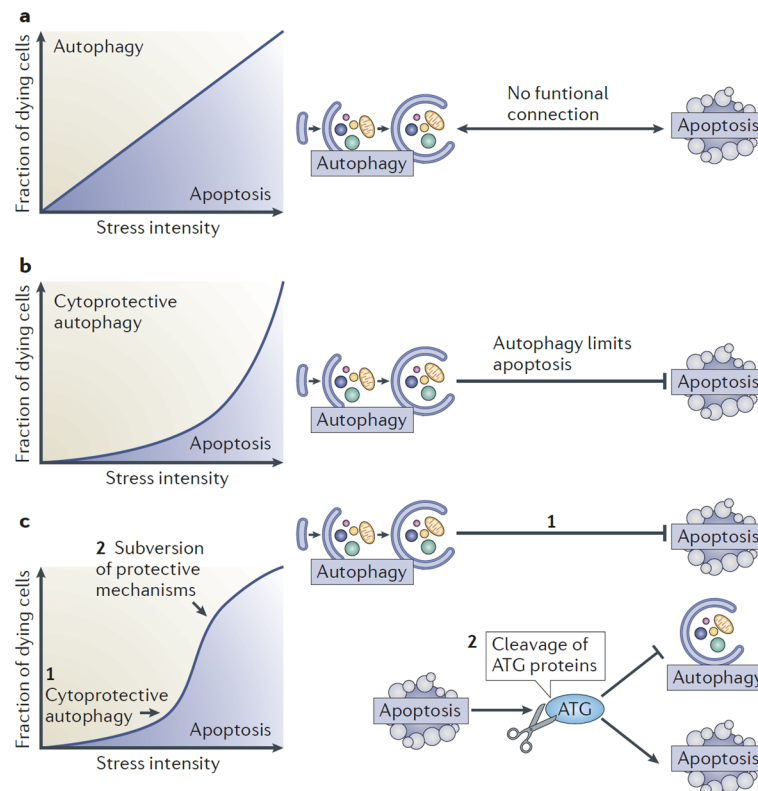 a
Fraction of dying cells
Autophagy
Apoptosis
Stress intensity
Autophagy
No funtional
connection
Apoptosis
b
Fraction of dying cells
Cytoprotective
autophagy
Apoptosis
Stress intensity
Autophagy
Autophagy limits
apoptosis
Apoptosis
c
Fraction of dying cells
2 Subversion
of protective
mechanisms
1
Cytoprotective
autophagy
Apoptosis
Stress intensity
Autophagy
1
Apoptosis
2
Cleavage of
ATG proteins
Apoptosis
ATG
Autophagy
Apoptosis